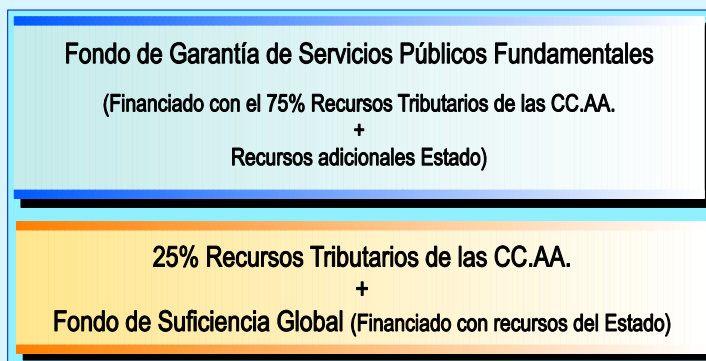 Fondo de Garantía de Servicios Públicos Fundamentales
(Financiado con el 75% Recursos Tributarios de las CC.AA.
+
Recursos adicionales Estado)
25% Recursos Tributarios de las CC.AA.
+
Fondo de Suficiencia Global (Financiado con recursos del Estado)